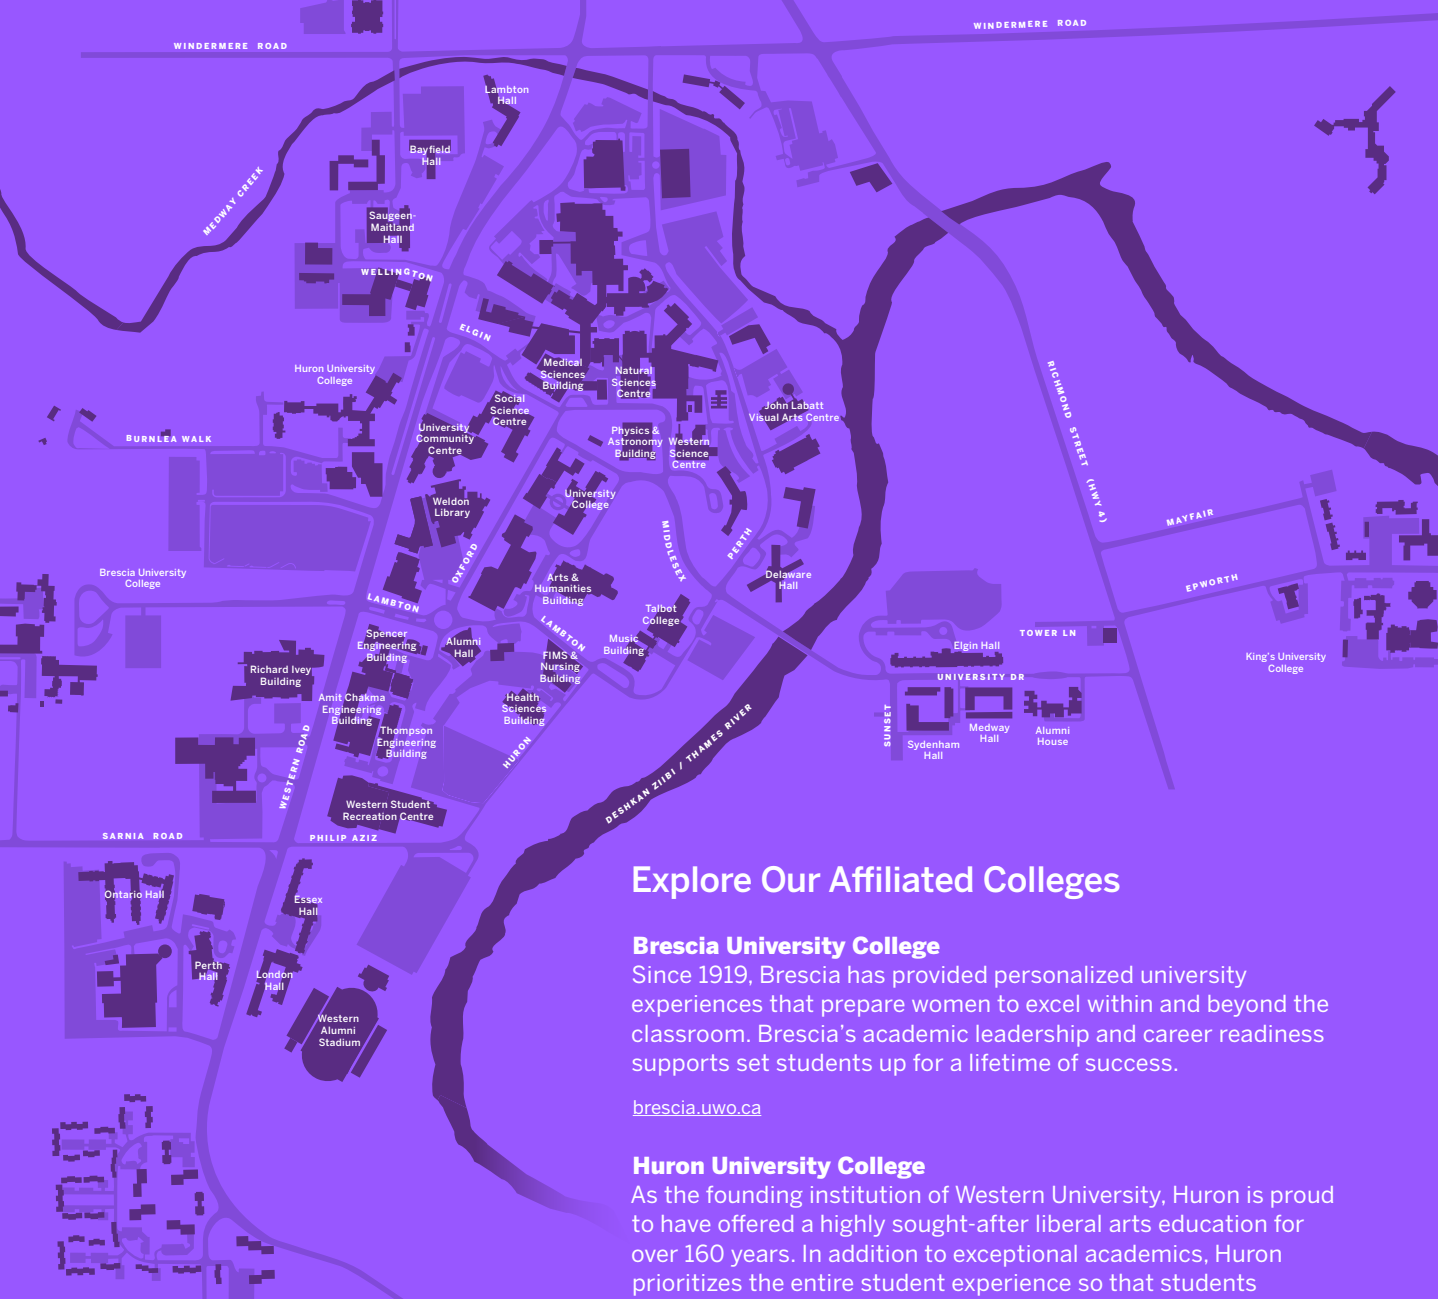 WINDERMERE ROAD
WINDERMERE ROAD
Lambton
Hall
Bayfield
Hall
MEDWAY CREEK
Saugeen-
Maitland
Hall
WELLINGTON
ELGIN
Huron University
College
Medical
Sciences
Building
Natural
Sciences
Centre
RICHMOND STREET (HWY 4)
Social
Science
Centre
John Labatt
Visual Arts Centre
BURNLEA WALK
University
Community
Centre
Physics &
Astronomy
Building
Western
Science
Centre
Weldon
Library
University
College
MAYFAIR
MIDDLESEX
PERTH
OXFORD
Brescia University
College
Arts &
Humanities
Building
Delaware
Hall
EPWORTH
LAMBTON
Talbot
College
LAMBTON
Spencer
Engineering
Building
Alumni
Hall
Music
Building
TOWER LN
Elgin Hall
King's University
College
FIMS &
Nursing
Building
Richard Ivey
Building
UNIVERSITY DR
Amit Chakma
Engineering
Building
Health
Sciences
Building
SUNSET
Sydenham
Hall
Medway
Hall
Alumni
House
Thompson
Engineering
Building
HURON
WESTERN ROAD
DESHKAN ZIIBI / THAMES RIVER
Western Student
Recreation Centre
SARNIA ROAD
PHILIP AZIZ
Ontario Hall
Essex
Hall
Perth
Hall
London
Hall
Western
Alumni
Stadium
Explore Our Affiliated Colleges
Brescia University College
Since 1919, Brescia has provided personalized university
experiences that prepare women to excel within and beyond the
classroom. Brescia's academic leadership and career readiness
supports set students up for a lifetime of success.
brescia.uwo.ca
Huron University College
As the founding institution of Western University, Huron is proud
to have offered a highly sought-after liberal arts education for
over 160 years. In addition to exceptional academics, Huron
prioritizes the entire student experience so that students